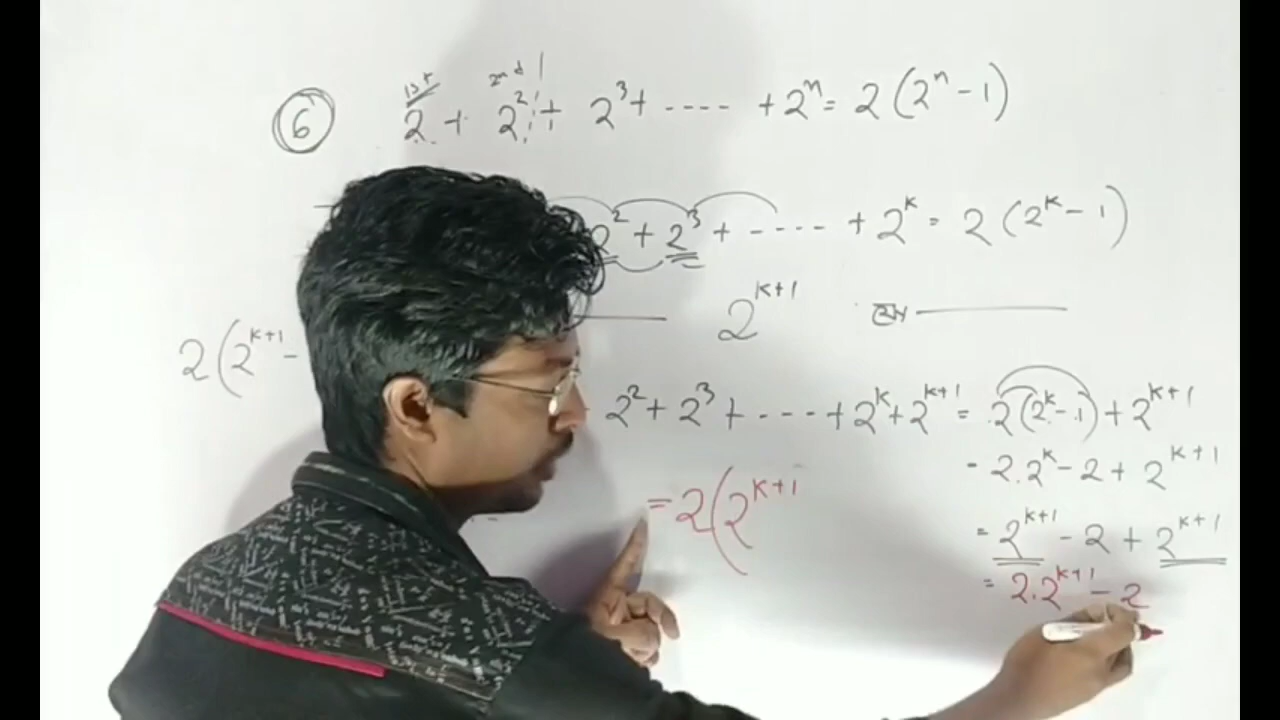 1st 2nd
6 2 + 2² + 2³ + ---- + 2ⁿ = 2 (2ⁿ - 1)
2² + 2³ + ---- + 2ᵏ = 2 (2ᵏ - 1)
2ᵏ⁺¹
2(2ᵏ⁺¹ -
2² + 2³ + ---- + 2ᵏ + 2ᵏ⁺¹ = 2(2ᵏ - 1) + 2ᵏ⁺¹
= 2.2ᵏ - 2 + 2ᵏ⁺¹
= 2ᵏ⁺¹ - 2 + 2ᵏ⁺¹
= 2.2ᵏ⁺¹ - 2
= 2(2ᵏ⁺¹